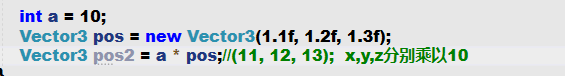 int a = 10;
Vector3 pos = new Vector3(1.1f, 1.2f, 1.3f);
Vector3 pos2 = a * pos;//(11, 12, 13);  x,y,z分别乘以10